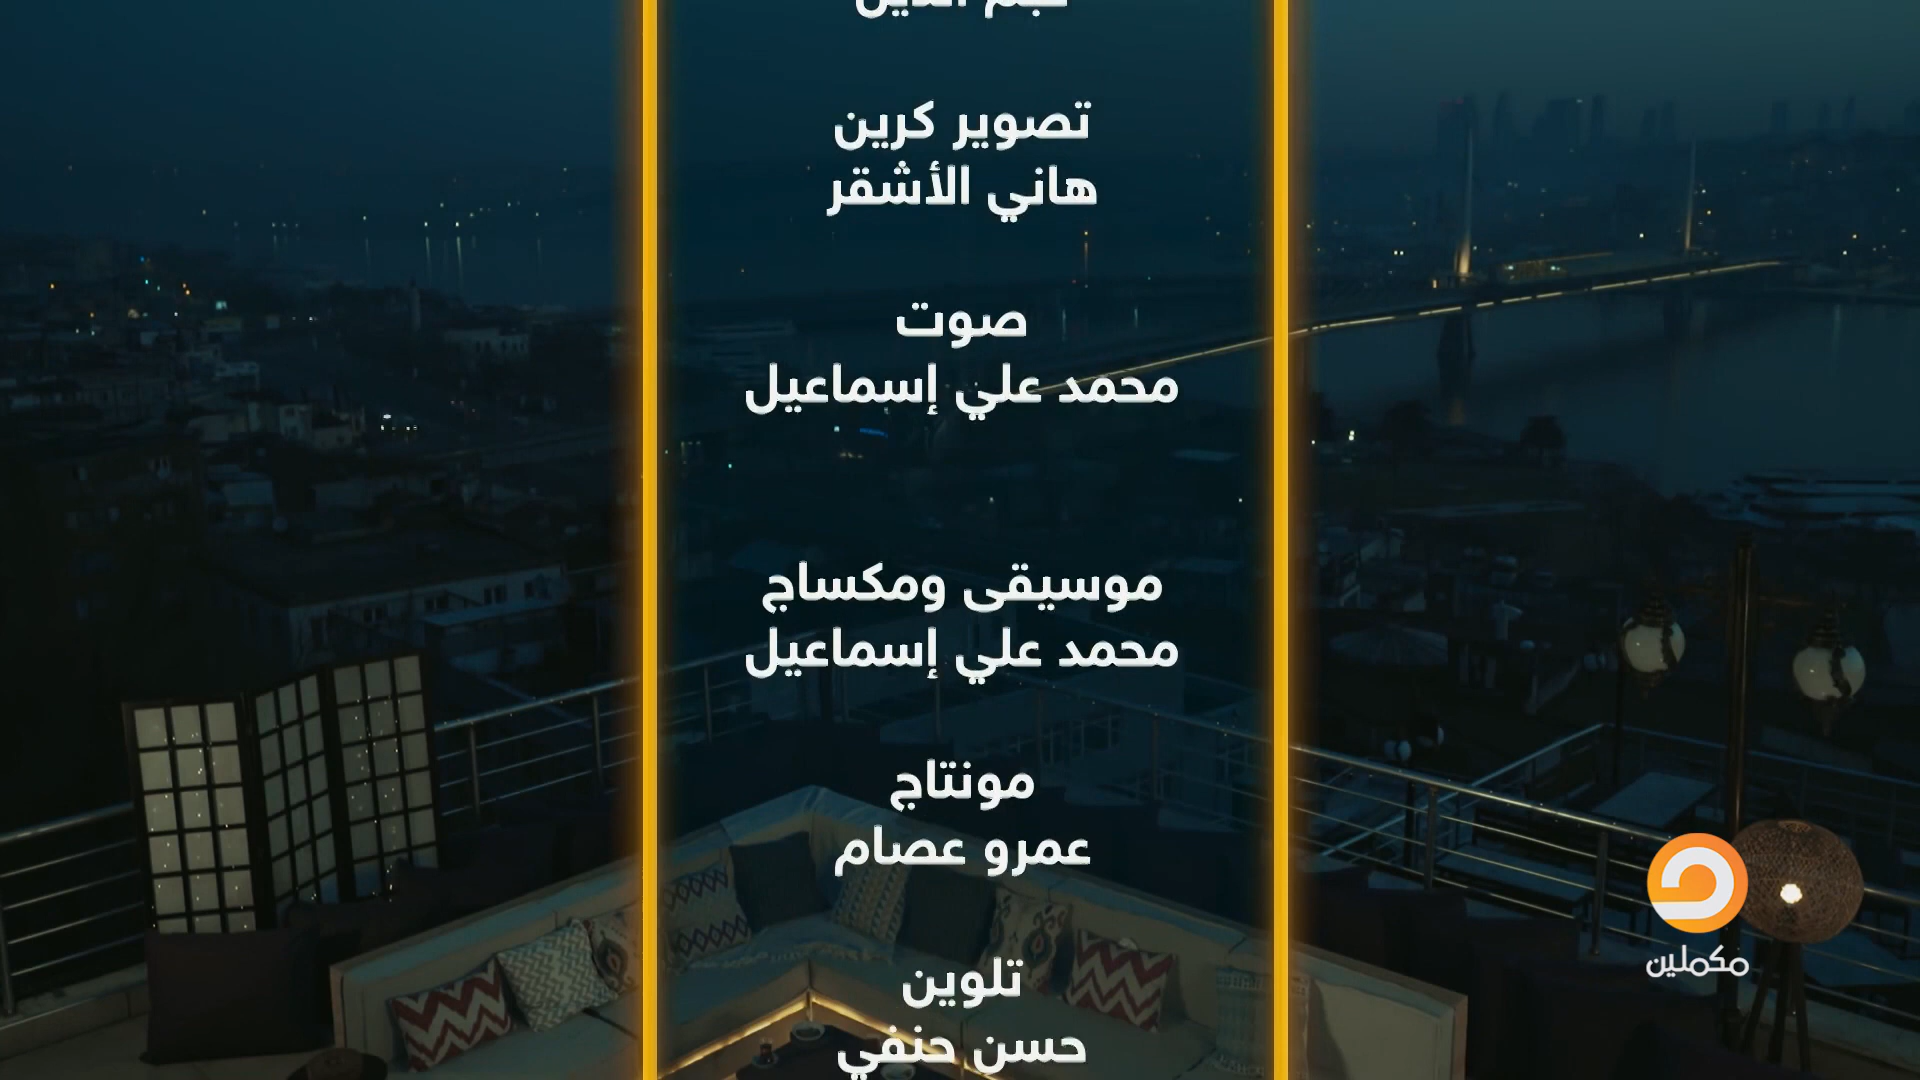 تصوير كرين
هاني الأشقر
صوت
محمد علي إسماعيل
موسيقى ومكساج
محمد علي إسماعيل
مونتاج
عمرو عصام
تلوين
حسن حنفي
مكملين